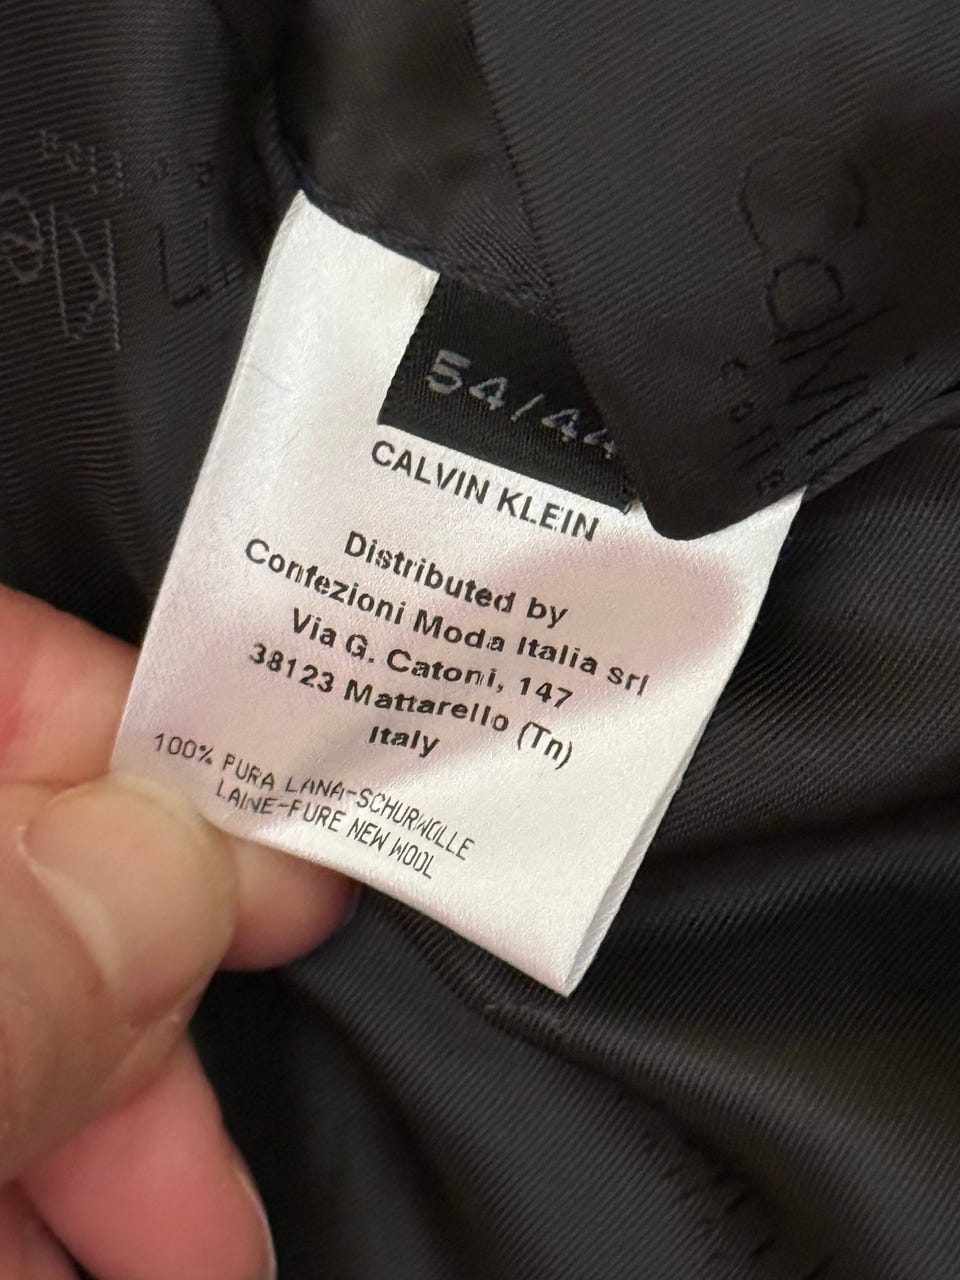 54/44
CALVIN KLEIN
Distributed by
Confezioni Moda Italia srl
Via G. Catoni, 147
38123 Mattarello (Tn)
Italy
100% PURA LANA-SCHURWOLLE
LAINE-PURE NEW WOOL
Calvin